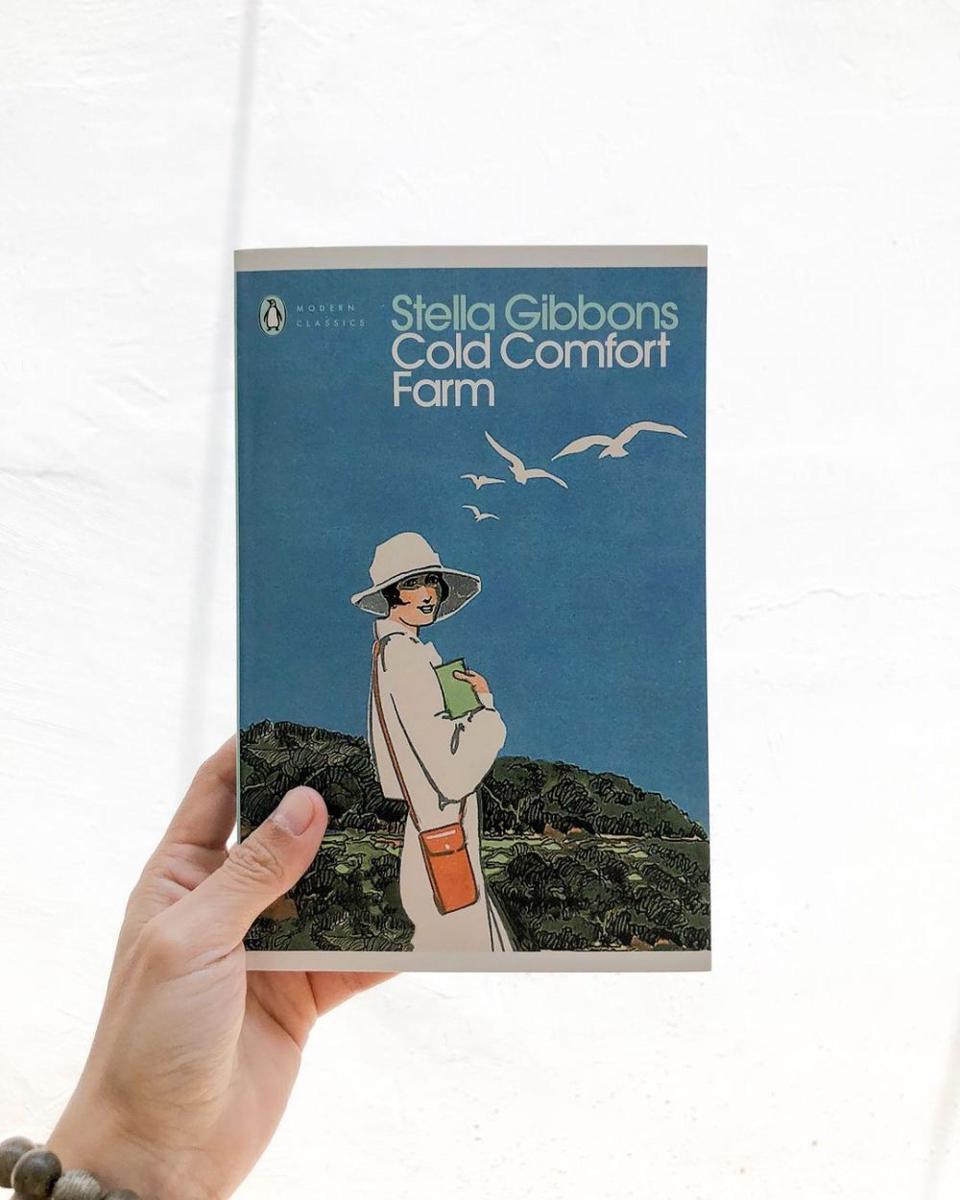 MODERN
CLASSICS
Stella Gibbons
Cold Comfort
Farm